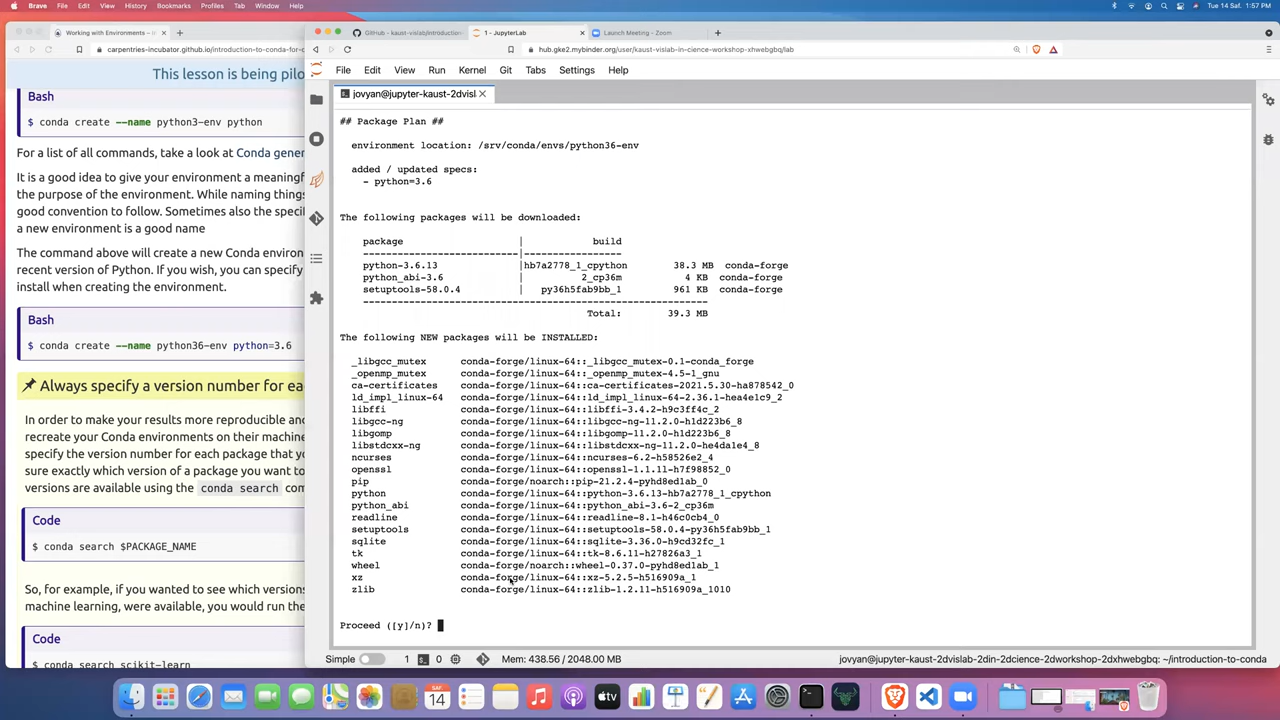 Brave File Edit View History Bookmarks Profiles Tab Window Help
Tue 14 Saf. 1:57 PM
Working with Environments –
carpentries-incubator.github.io/introduction-to-conda-for-
This lesson is being pilo
Bash
$ conda create --name python3-env python
For a list of all commands, take a look at Conda gener
It is a good idea to give your environment a meaningf
the purpose of the environment. While naming things
good convention to follow. Sometimes also the specif
a new environment is a good name
The command above will create a new Conda environ
recent version of Python. If you wish, you can specify
install when creating the environment.
Bash
$ conda create --name python36-env python=3.6
Always specify a version number for ea
In order to make your results more reproducible and
recreate your Conda environments on their machine
specify the version number for each package that yo
sure exactly which version of a package you want to
versions are available using the conda search com
Code
$ conda search $PACKAGE_NAME
So, for example, if you wanted to see which versions
machine learning, were available, you would run the
Code
$ conda search scikit-learn
GitHub - kaust-vislab/introduction-
1 - JupyterLab
Launch Meeting - Zoom
hub.gke2.mybinder.org/user/kaust-vislab-in-cience-workshop-xhwebgbq/lab
File Edit View Run Kernel Git Tabs Settings Help
jovyan@jupyter-kaust-2dvisl
## Package Plan ##
environment location: /srv/conda/envs/python36-env
added / updated specs:
- python=3.6
The following packages will be downloaded:
package | build
---------------------------|-----------------
python-3.6.13 |hb7a2778_1_cpython 38.3 MB conda-forge
python_abi-3.6 | 2_cp36m 4 KB conda-forge
setuptools-58.0.4 | py36h5fab9bb_1 961 KB conda-forge
------------------------------------------------------------
Total: 39.3 MB
The following NEW packages will be INSTALLED:
_libgcc_mutex conda-forge/linux-64::_libgcc_mutex-0.1-conda_forge
_openmp_mutex conda-forge/linux-64::_openmp_mutex-4.5-1_gnu
ca-certificates conda-forge/linux-64::ca-certificates-2021.5.30-ha878542_0
ld_impl_linux-64 conda-forge/linux-64::ld_impl_linux-64-2.36.1-hea4e1c9_2
libffi conda-forge/linux-64::libffi-3.4.2-h9c3ff4c_2
libgcc-ng conda-forge/linux-64::libgcc-ng-11.2.0-h1d223b6_8
libgomp conda-forge/linux-64::libgomp-11.2.0-h1d223b6_8
libstdcxx-ng conda-forge/linux-64::libstdcxx-ng-11.2.0-he4da1e4_8
ncurses conda-forge/linux-64::ncurses-6.2-h58526e2_4
openssl conda-forge/linux-64::openssl-1.1.1l-h7f98852_0
pip conda-forge/noarch::pip-21.2.4-pyhd8ed1ab_0
python conda-forge/linux-64::python-3.6.13-hb7a2778_1_cpython
python_abi conda-forge/linux-64::python_abi-3.6-2_cp36m
readline conda-forge/linux-64::readline-8.1-h46c0cb4_0
setuptools conda-forge/linux-64::setuptools-58.0.4-py36h5fab9bb_1
sqlite conda-forge/linux-64::sqlite-3.36.0-h9cd32fc_1
tk conda-forge/linux-64::tk-8.6.11-h27826a3_1
wheel conda-forge/noarch::wheel-0.37.0-pyhd8ed1ab_1
xz conda-forge/linux-64::xz-5.2.5-h516909a_1
zlib conda-forge/linux-64::zlib-1.2.11-h516909a_1010
Proceed ([y]/n)?
Simple 1 0 Mem: 438.56 / 2048.00 MB
jovyan@jupyter-kaust-2dvislab-2din-2dcience-2dworkshop-2dxhwebgbq: ~/introduction-to-conda
14
tv